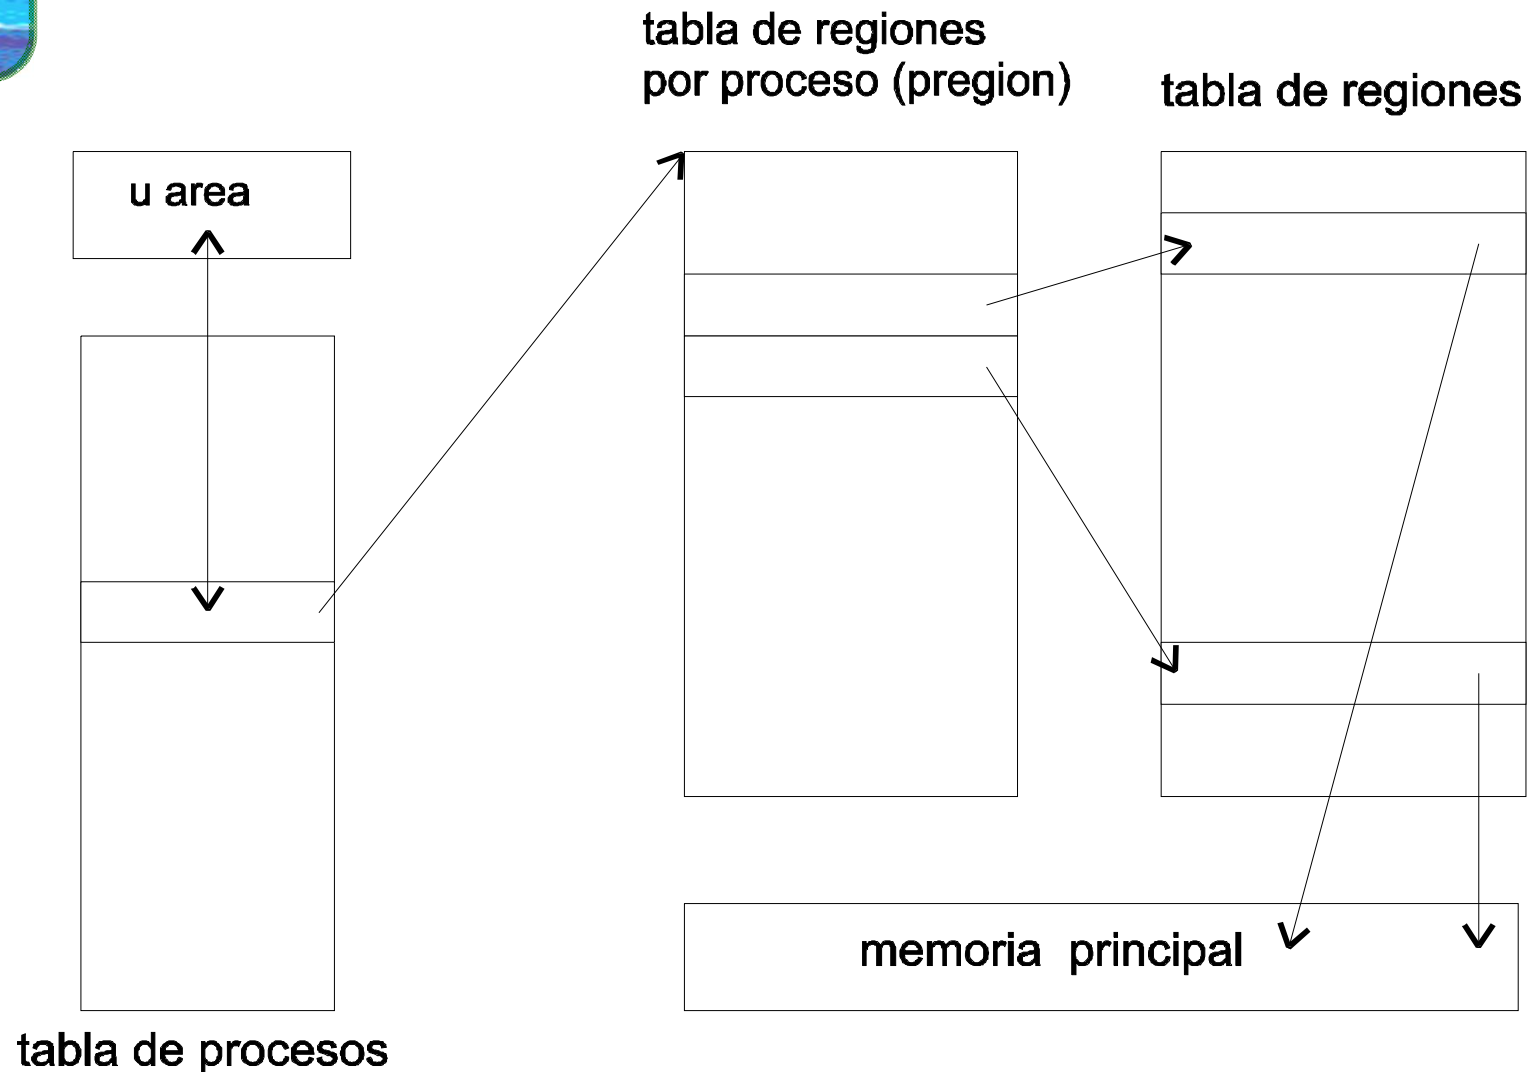 tabla de regiones
por proceso (pregion)
tabla de regiones
u area
memoria principal
tabla de procesos